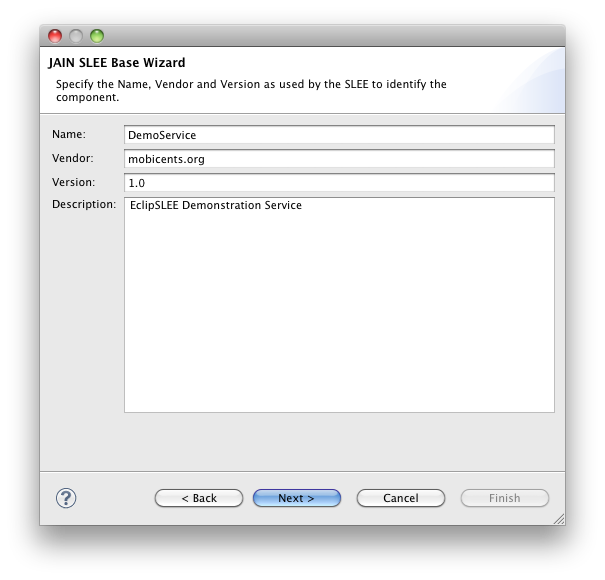 JAIN SLEE Base Wizard
Specify the Name, Vendor and Version as used by the SLEE to identify the
component.
Name: DemoService
Vendor: mobicents.org
Version: 1.0
Description: EclipSLEE Demonstration Service
? < Back Next > Cancel Finish